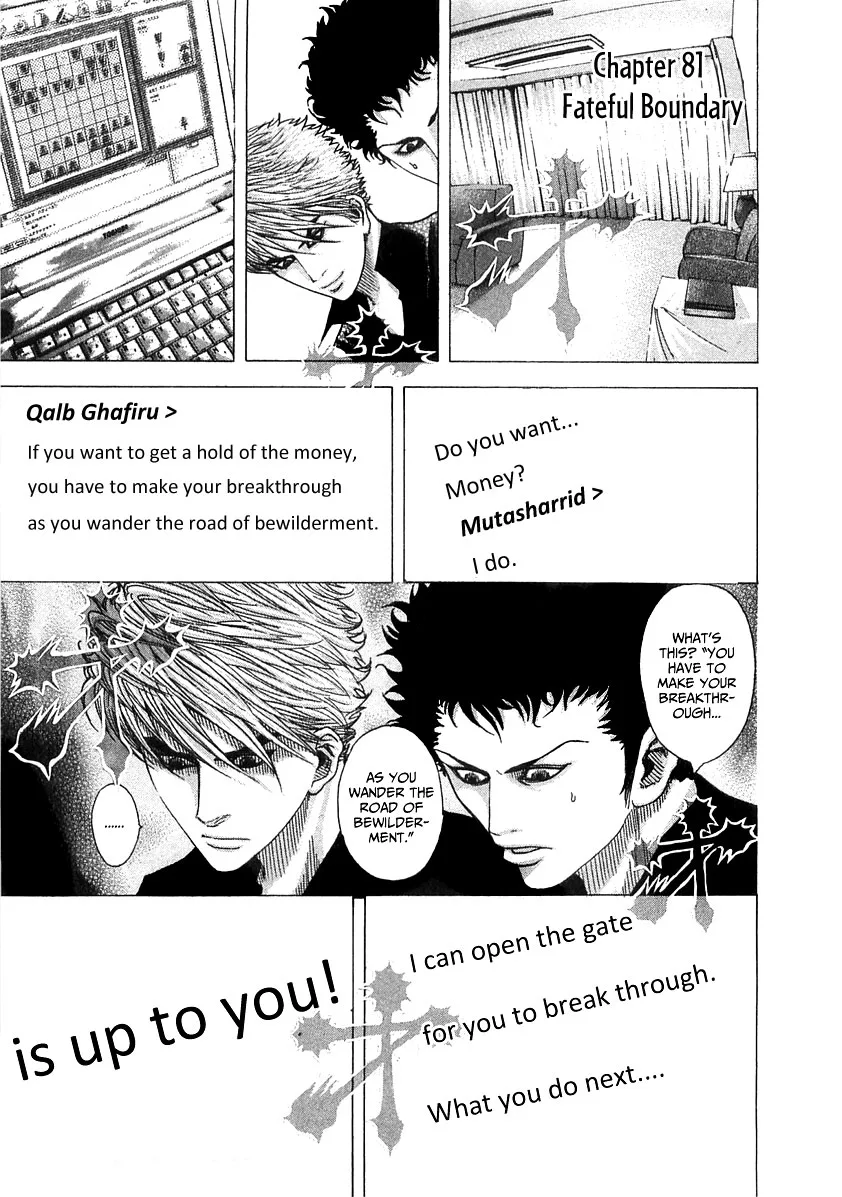 Chapter 81
Fateful Boundary
TOSHIBA
Do you want...
Money?
Mutasharrid >
I do.
Qalb Ghafiru >
If you want to get a hold of the money,
you have to make your breakthrough
as you wander the road of bewilderment.
WHAT'S
THIS? "YOU
HAVE TO
MAKE YOUR
BREAKTHR-
OUGH...
AS YOU
WANDER THE
ROAD OF
BEWILDER-
MENT."
......
I can open the gate
for you to break through.
What you do next....
is up to you!